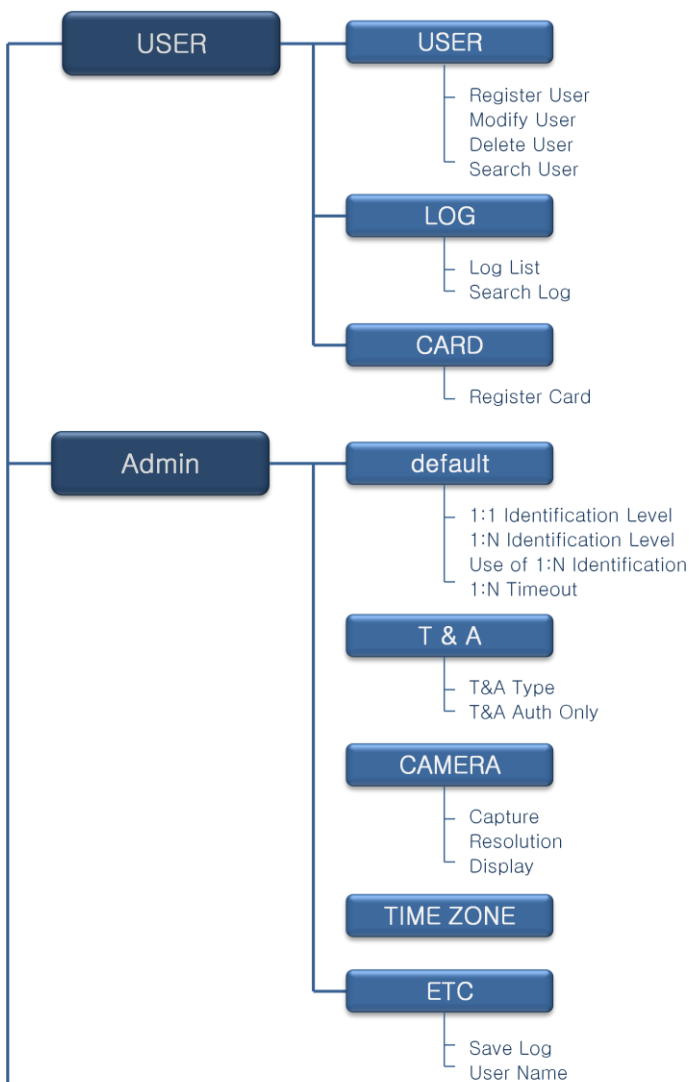 USER
USER
Register User
Modify User
Delete User
Search User
LOG
Log List
Search Log
CARD
Register Card
Admin
default
1:1 Identification Level
1:N Identification Level
Use of 1:N Identification
1:N Timeout
T & A
T&A Type
T&A Auth Only
CAMERA
Capture
Resolution
Display
TIME ZONE
ETC
Save Log
User Name